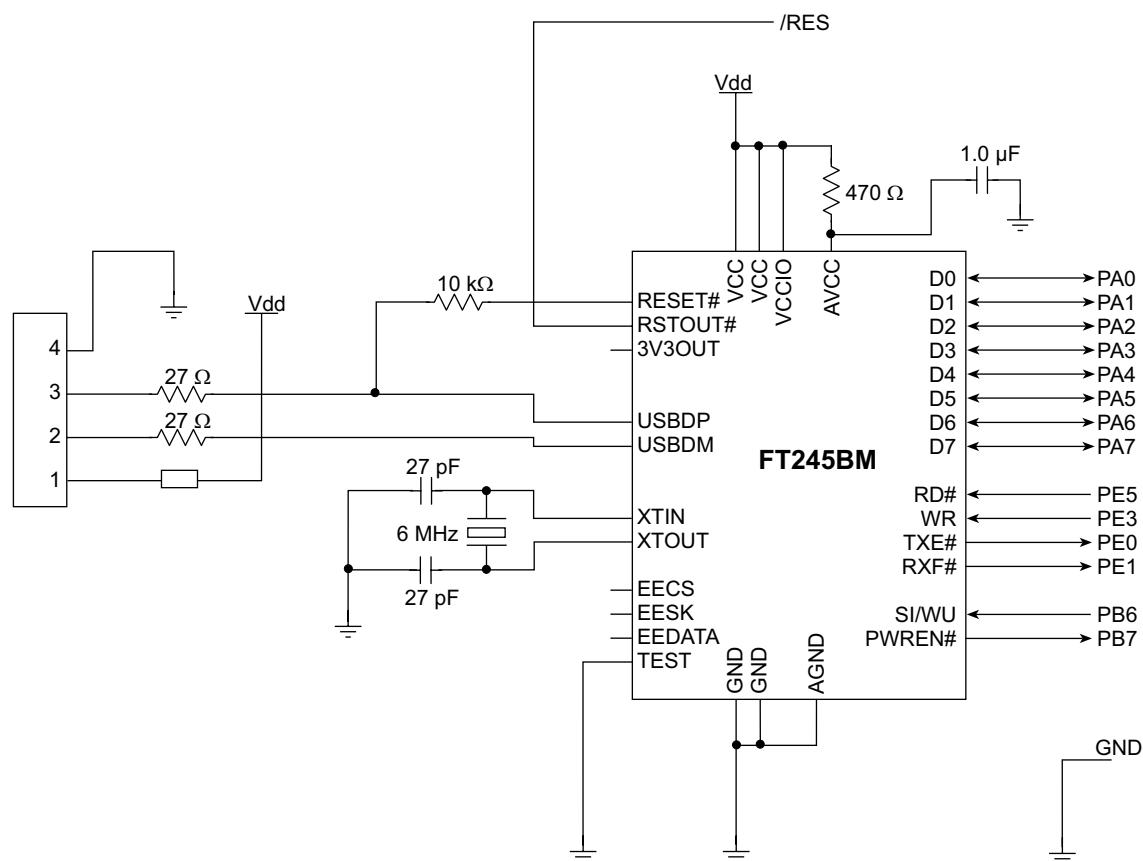 /RES
Vdd
1.0 µF
470 Ω
10 kΩ
Vdd
VCC
VCC
VCCIO
AVCC
RESET#
RSTOUT#
3V3OUT
USBDP
USBDM
XTIN
XTOUT
EECS
EESK
EEDATA
TEST
4
3
2
1
27 Ω
27 Ω
27 pF
6 MHz
27 pF
FT245BM
D0 PA0
D1 PA1
D2 PA2
D3 PA3
D4 PA4
D5 PA5
D6 PA6
D7 PA7
RD# PE5
WR PE3
TXE# PE0
RXF# PE1
SI/WU PB6
PWREN# PB7
GND
GND
AGND
GND